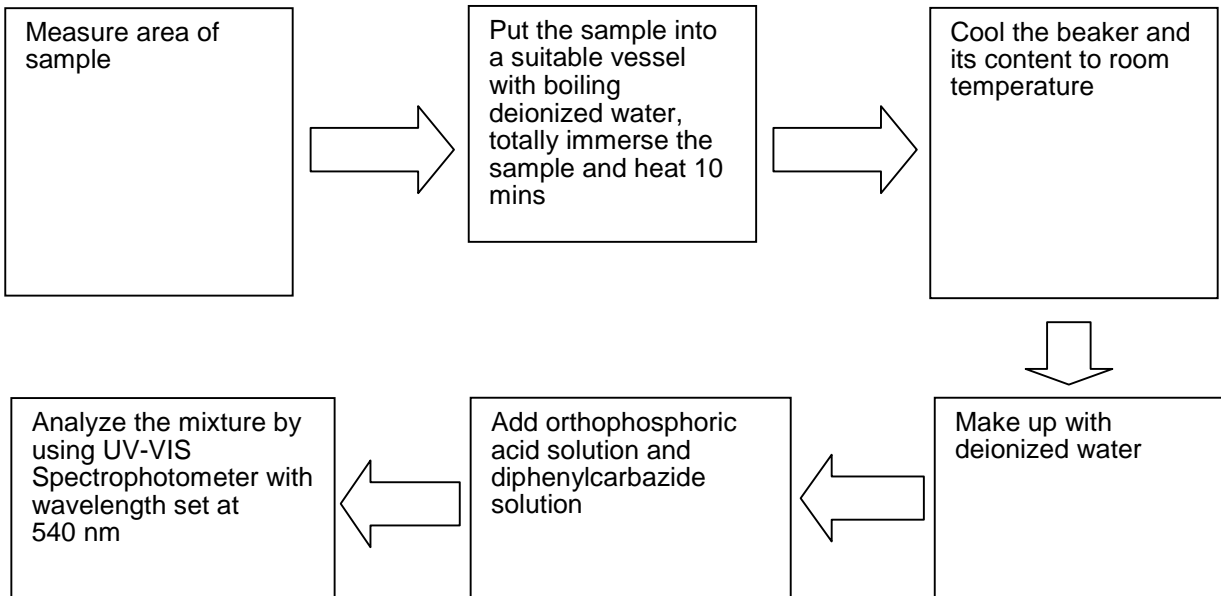 Measure area of
sample
Put the sample into
a suitable vessel
with boiling
deionized water,
totally immerse the
sample and heat 10
mins
Cool the beaker and
its content to room
temperature
Make up with
deionized water
Add orthophosphoric
acid solution and
diphenylcarbazide
solution
Analyze the mixture by
using UV-VIS
Spectrophotometer with
wavelength set at
540 nm